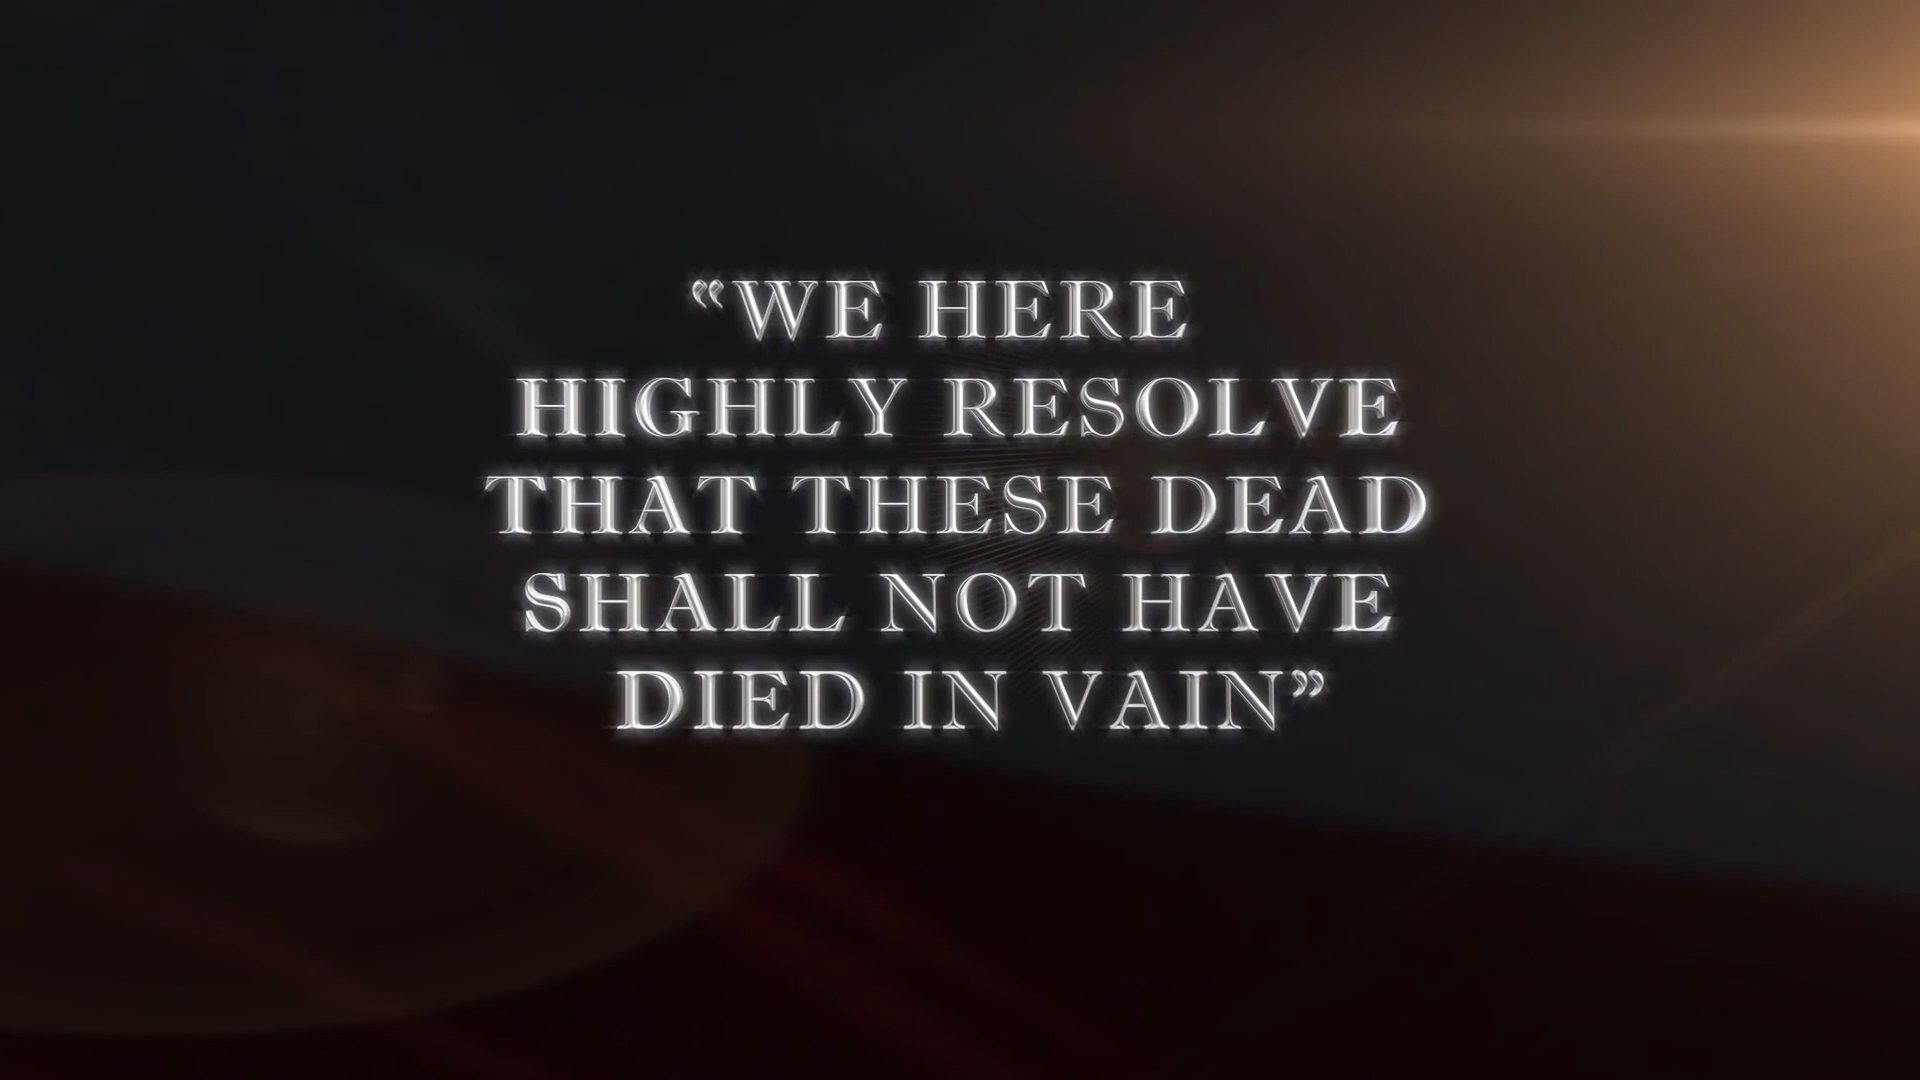 “WE HERE
HIGHLY RESOLVE
THAT THESE DEAD
SHALL NOT HAVE
DIED IN VAIN”